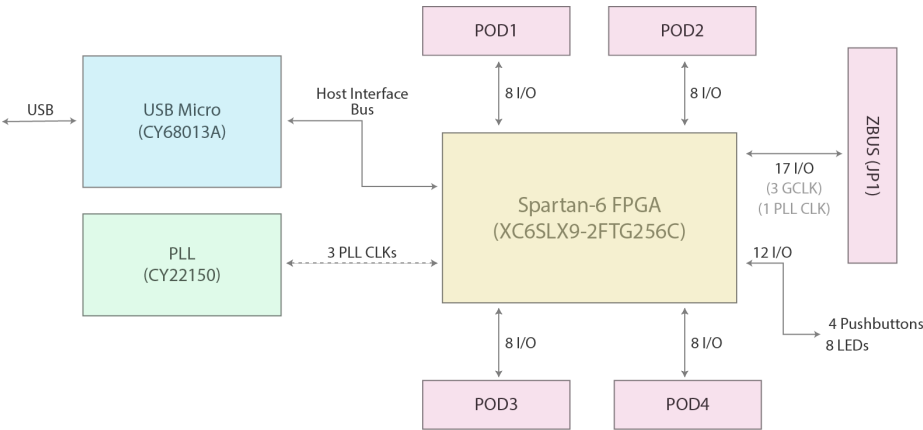 POD1
POD2
8 I/O
8 I/O
USB
USB Micro
(CY68013A)
Host Interface
Bus
ZBUS (JP1)
17 I/O
(3 GCLK)
(1 PLL CLK)
Spartan-6 FPGA
(XC6SLX9-2FTG256C)
PLL
(CY22150)
3 PLL CLKs
12 I/O
4 Pushbuttons
8 LEDs
8 I/O
8 I/O
POD3
POD4